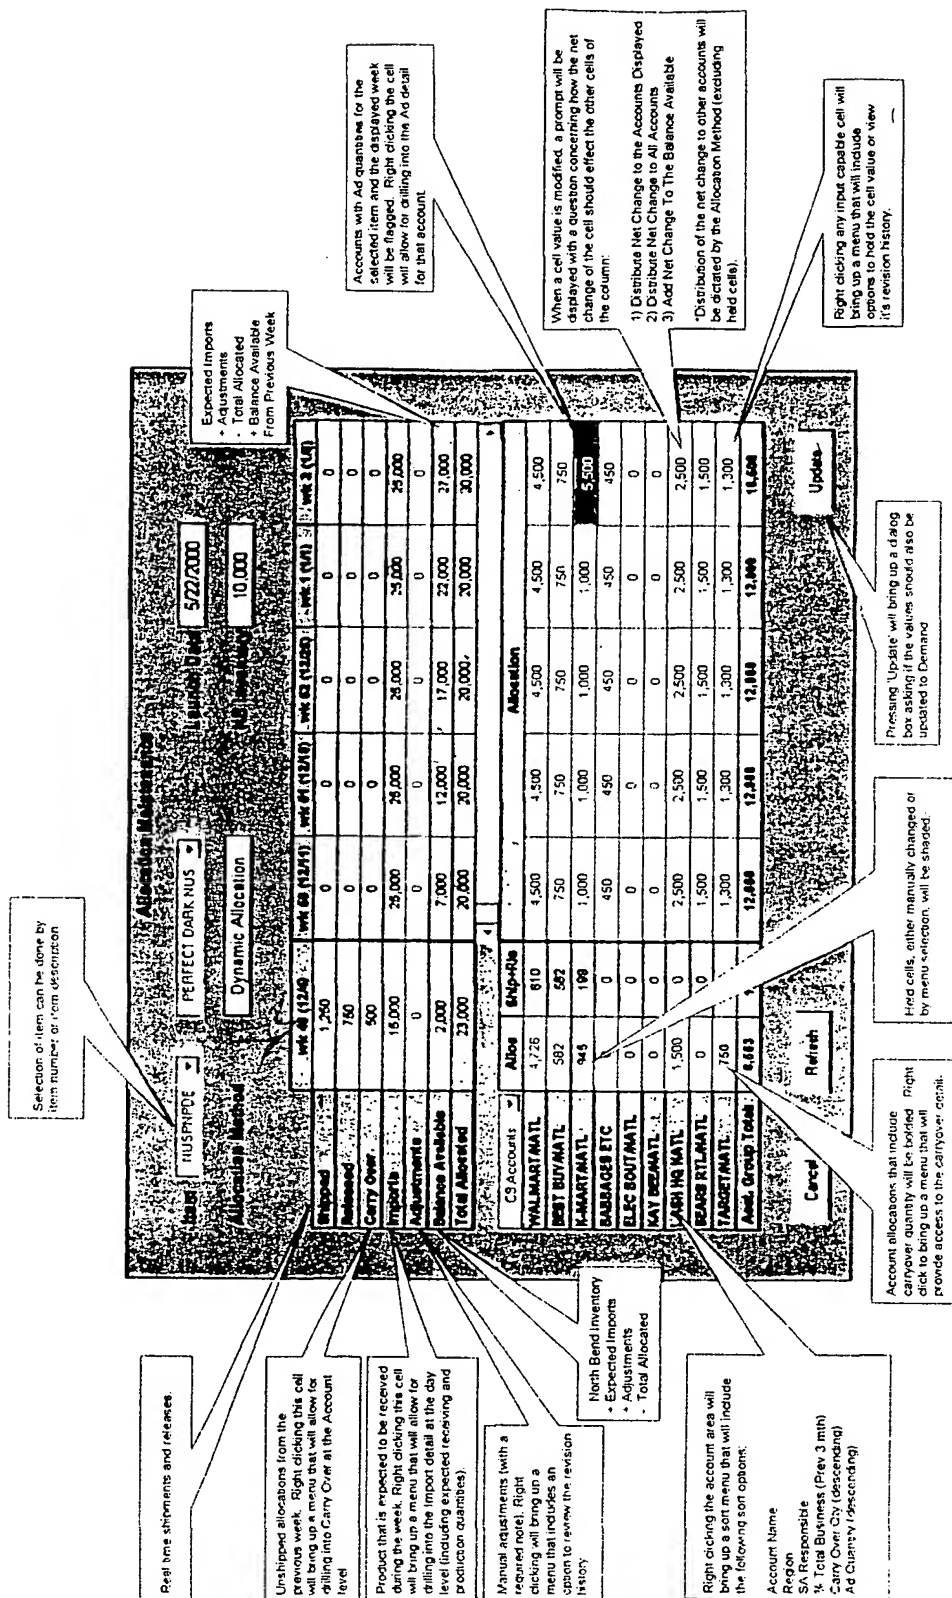 Selection of item can be done by
item number or item description
Expected Imports
+ Adjustments
- Total Allocated
+ Balance Available
From Previous Week
Accounts with Ad quantities for the
selected item and the displayed week
will be flagged. Right clicking the cell
will allow for drilling into the Ad detail
for that account.
When a cell value is modified, a prompt will be
displayed with a question concerning how the net
change of the cell should effect the other cells of
the column:
1) Distribute Net Change to the Accounts Displayed
2) Distribute Net Change to All Accounts
3) Add Net Change To The Balance Available
*Distribution of the net change to other accounts will
be dictated by the Allocation Method (excluding
held cells).
Right clicking any input capable cell will
bring up a menu that will include
options to hold the cell value or view
it's revision history.
Real time shipments and releases.
Unshipped allocations from the
previous week. Right clicking this cell
will bring up a menu that will allow for
drilling into Carry Over at the Account
level
Product that is expected to be received
during the week. Right clicking this cell
will bring up a menu that will allow for
drilling into the Import detail at the day
level (including expected receiving and
production quantities).
Manual adjustments (with a
required note). Right
clicking will bring up a
menu that includes an
option to review the revision
history
North Bend Inventory
+ Expected Imports
+ Adjustments
- Total Allocated
Right clicking the account area will
bring up a sort menu that will include
the following sort options:
Account Name
Region
SA Responsible
% Total Business (Prev 3 mth)
Carry Over Qty (descending)
Ad Quantity (descending)
Allocation Maintenance
Item NUSPNPDE PERFECT DARK NUS Launch Date 5/22/2000
Allocation Method Dynamic Allocation NB Inventory 10,000
wk 49 (12/4) wk 50 (12/11) wk 51 (12/18) wk 52 (12/25) wk 1 (1/1) wk 2 (1/8)
Shipped 1,250 0 0 0 0 0
Released 750 0 0 0 0 0
Carry Over 500 0 0 0 0 0
Imports 15,000 25,000 25,000 25,000 25,000 25,000
Adjustments 0 0 0 0 0
Balance Available 2,000 7,000 12,000 17,000 22,000 27,000
Total Allocated 23,000 20,000 20,000 20,000 20,000 30,000
C9 Accounts Alloc Ship+Rls Allocation
WALMART/MATL 4,726 610 4,500 4,500 4,500 4,500 4,500
BEST BUY/MATL 582 582 750 750 750 750 750
K-MART/MATL 945 199 1,000 1,000 1,000 1,000 5,500
BABBAGES ETC 0 0 450 450 450 450 450
ELEC BOUT/MATL 0 0 0 0 0 0 0
KAY BEE/MATL 0 0 0 0 0 0 0
CASH HQ/MATL 1,500 0 2,500 2,500 2,500 2,500 2,500
SEARS RTL/MATL 0 0 1,500 1,500 1,500 1,500 1,500
TARGET/MATL 750 1,300 1,300 1,300 1,300 1,300
Acct. Group Total
Cancel Refresh Update
Account allocations that include
carryover quantity will be bolded. Right
click to bring up a menu that will
provide access to the carryover detail.
Held cells, either manually changed or
by menu selection, will be shaded.
Pressing 'Update' will bring up a dialog
box asking if the values should also be
updated to Demand